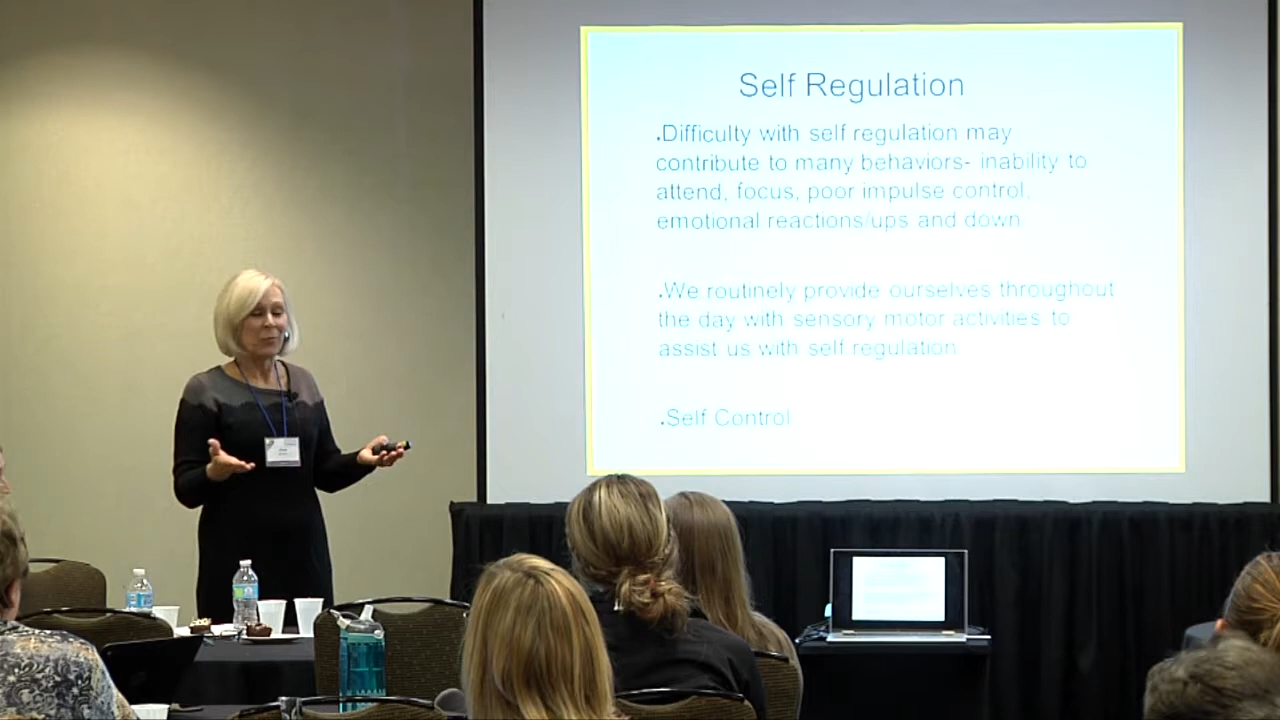 Self Regulation
.Difficulty with self regulation may
contribute to many behaviors- inability to
attend, focus, poor impulse control,
emotional reactions/ups and down
.We routinely provide ourselves throughout
the day with sensory motor activities to
assist us with self regulation
.Self Control